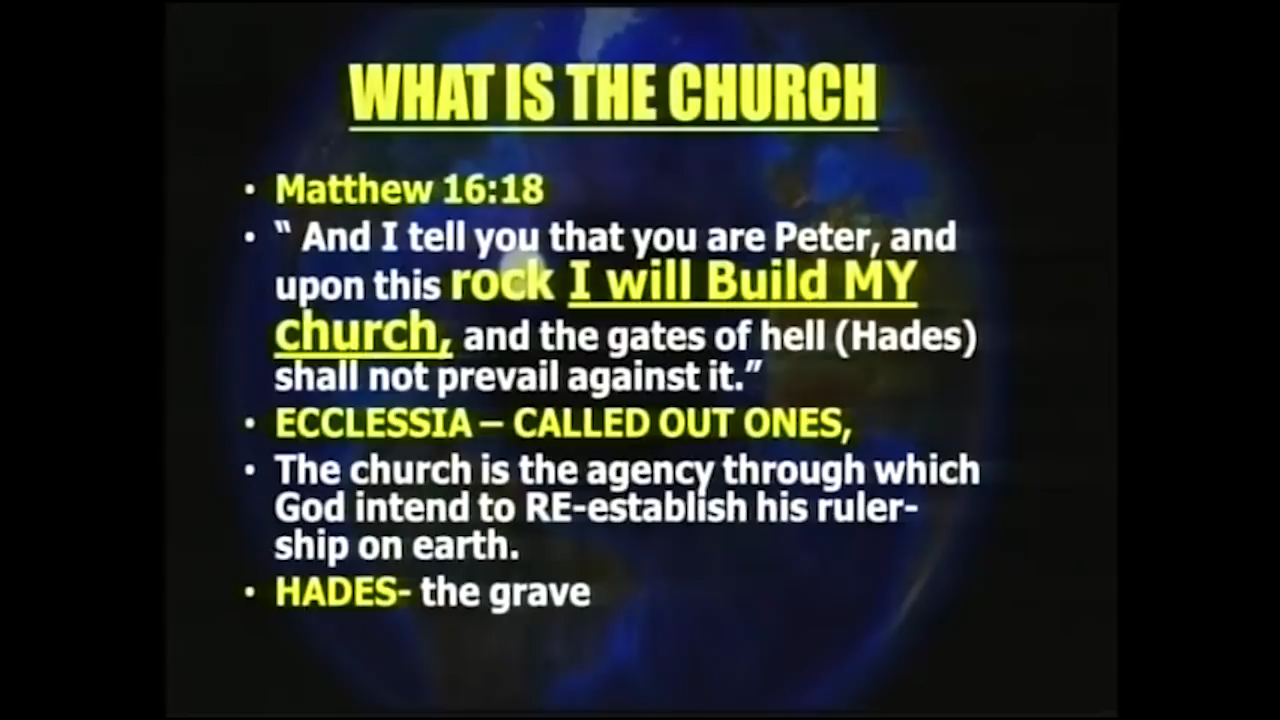 WHAT IS THE CHURCH
• Matthew 16:18
• “ And I tell you that you are Peter, and
upon this rock I will Build MY
church, and the gates of hell (Hades)
shall not prevail against it.”
• ECCLESSIA – CALLED OUT ONES,
• The church is the agency through which
God intend to RE-establish his ruler-
ship on earth.
• HADES- the grave